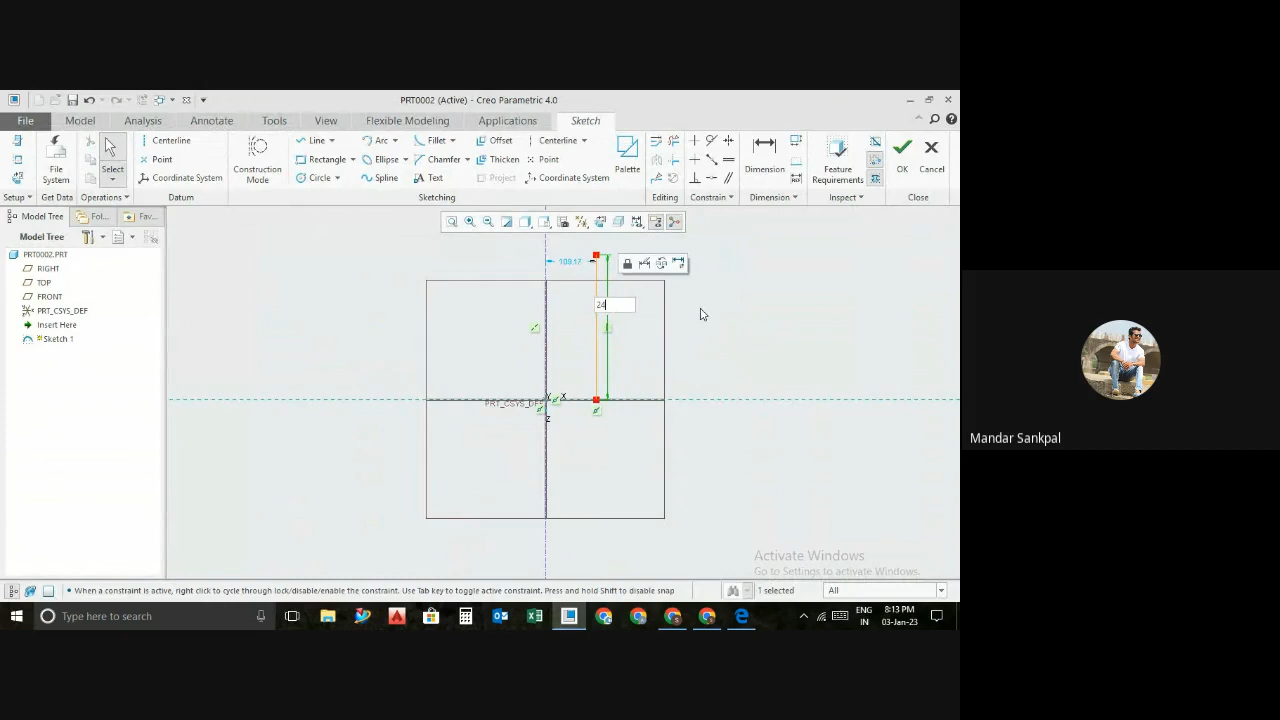 PRT0002 (Active) - Creo Parametric 4.0
File Model Analysis Annotate Tools View Flexible Modeling Applications Sketch
Centerline Line Arc Fillet Offset Centerline
Point Rectangle Ellipse Chamfer Thicken Point
Coordinate System Circle Spline Text Project Coordinate System
File System
Select
Construction Mode
Palette
Dimension
Feature Requirements
OK
Cancel
Setup Get Data Operations Datum Sketching Editing Constrain Dimension Inspect Close
Model Tree Fol... Fav...
Model Tree
PRT0002.PRT
RIGHT
TOP
FRONT
PRT_CSYS_DEF
Insert Here
Sketch 1
109.17
24
Y X
PRT_CSYS_DEF
Z
Mandar Sankpal
Activate Windows
Go to Settings to activate Windows.
When a constraint is active, right click to cycle through lock/disable/enable the constraint. Use Tab key to toggle active constraint. Press and hold Shift to disable snap
1 selected
All
Type here to search
ENG
IN
8:13 PM
03-Jan-23